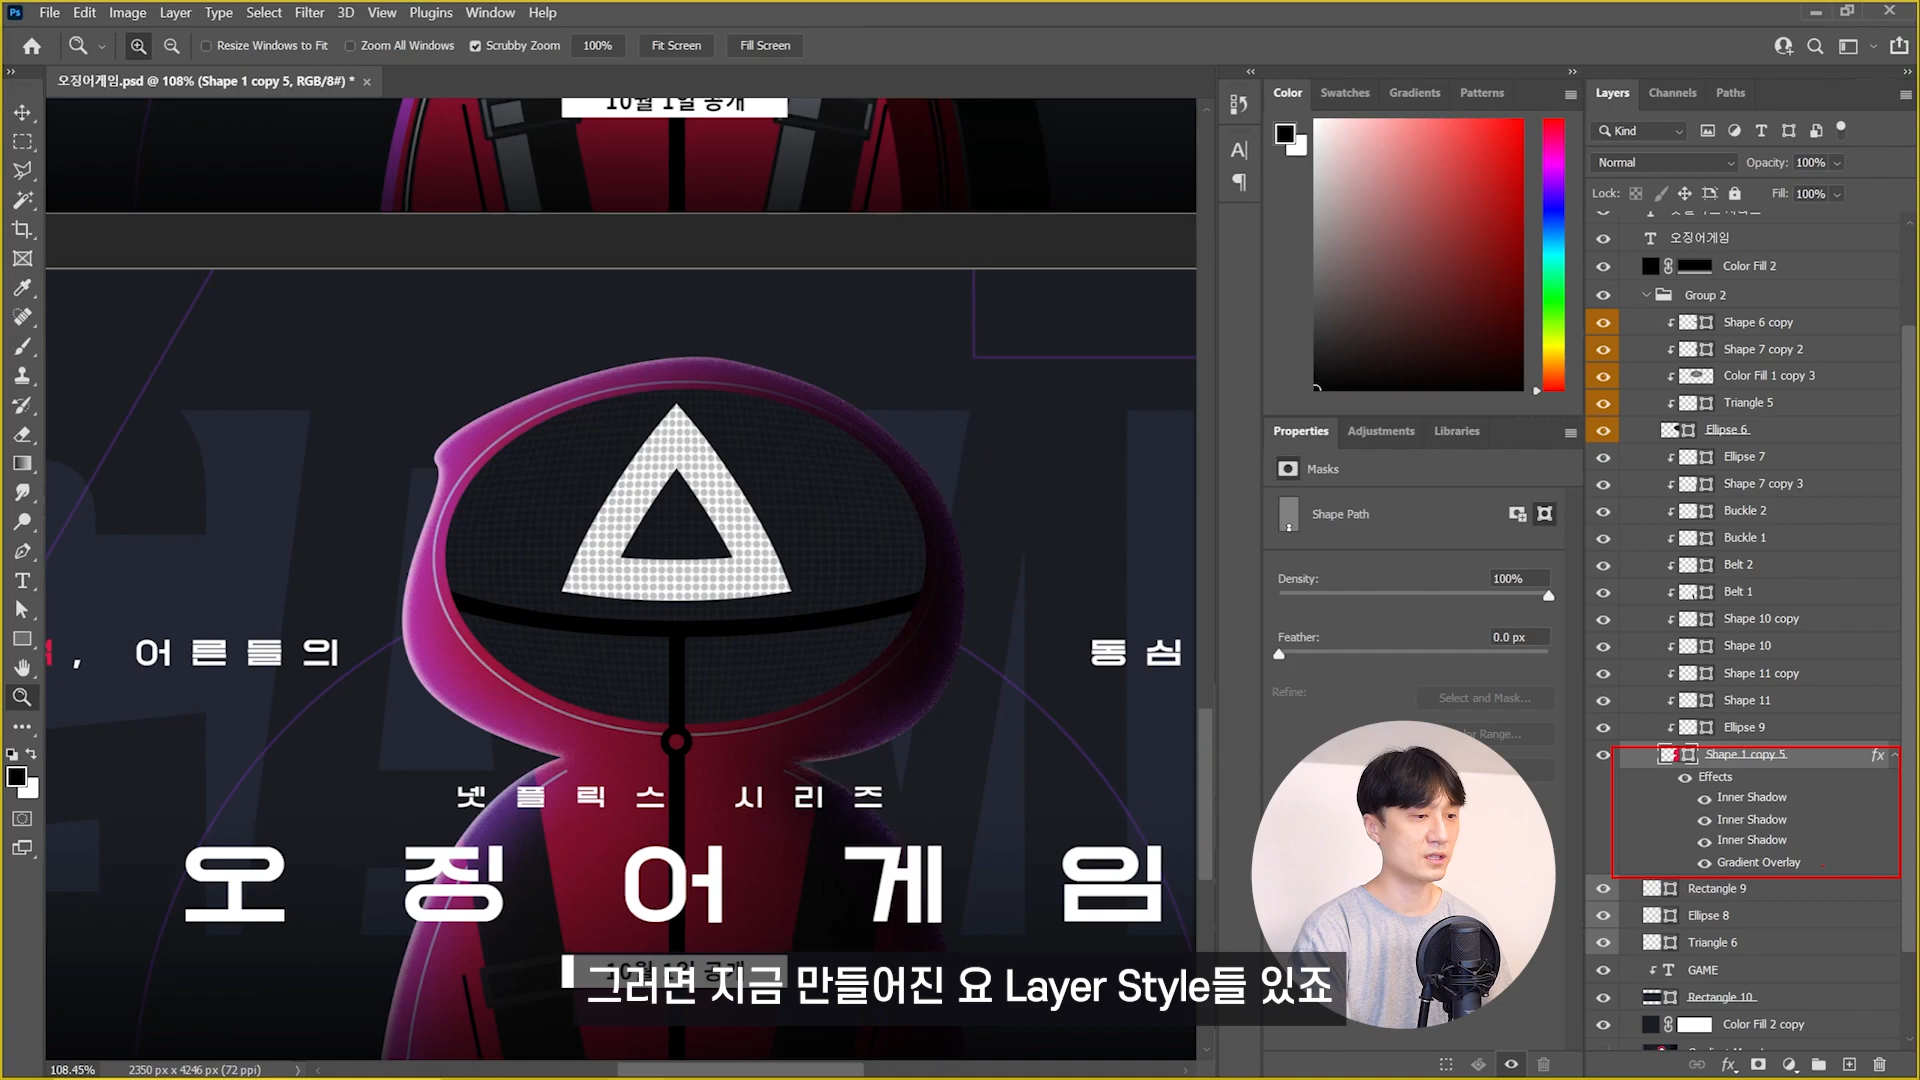 Ps File Edit Image Layer Type Select Filter 3D View Plugins Window Help
Resize Windows to Fit Zoom All Windows Scrubby Zoom 100% Fit Screen Fill Screen
오징어게임.psd @ 108% (Shape 1 copy 5, RGB/8#) *
10월 1일 공개
, 어른들의
동심
넷플릭스 시리즈
오징어게임
10월 1일 공개
그러면 지금 만들어진 요 Layer Style들 있죠
108.45% 2350 px x 4246 px (72 ppi)
Color Swatches Gradients Patterns
Properties Adjustments Libraries
Masks
Shape Path
Density: 100%
Feather: 0.0 px
Refine: Select and Mask...
Range...
Layers Channels Paths
Kind
Normal Opacity: 100%
Lock: Fill: 100%
오징어게임
Color Fill 2
Group 2
Shape 6 copy
Shape 7 copy 2
Color Fill 1 copy 3
Triangle 5
Ellipse 6
Ellipse 7
Shape 7 copy 3
Buckle 2
Buckle 1
Belt 2
Belt 1
Shape 10 copy
Shape 10
Shape 11 copy
Shape 11
Ellipse 9
Shape 1 copy 5 fx
Effects
Inner Shadow
Inner Shadow
Inner Shadow
Gradient Overlay
Rectangle 9
Ellipse 8
Triangle 6
GAME
Rectangle 10
Color Fill 2 copy